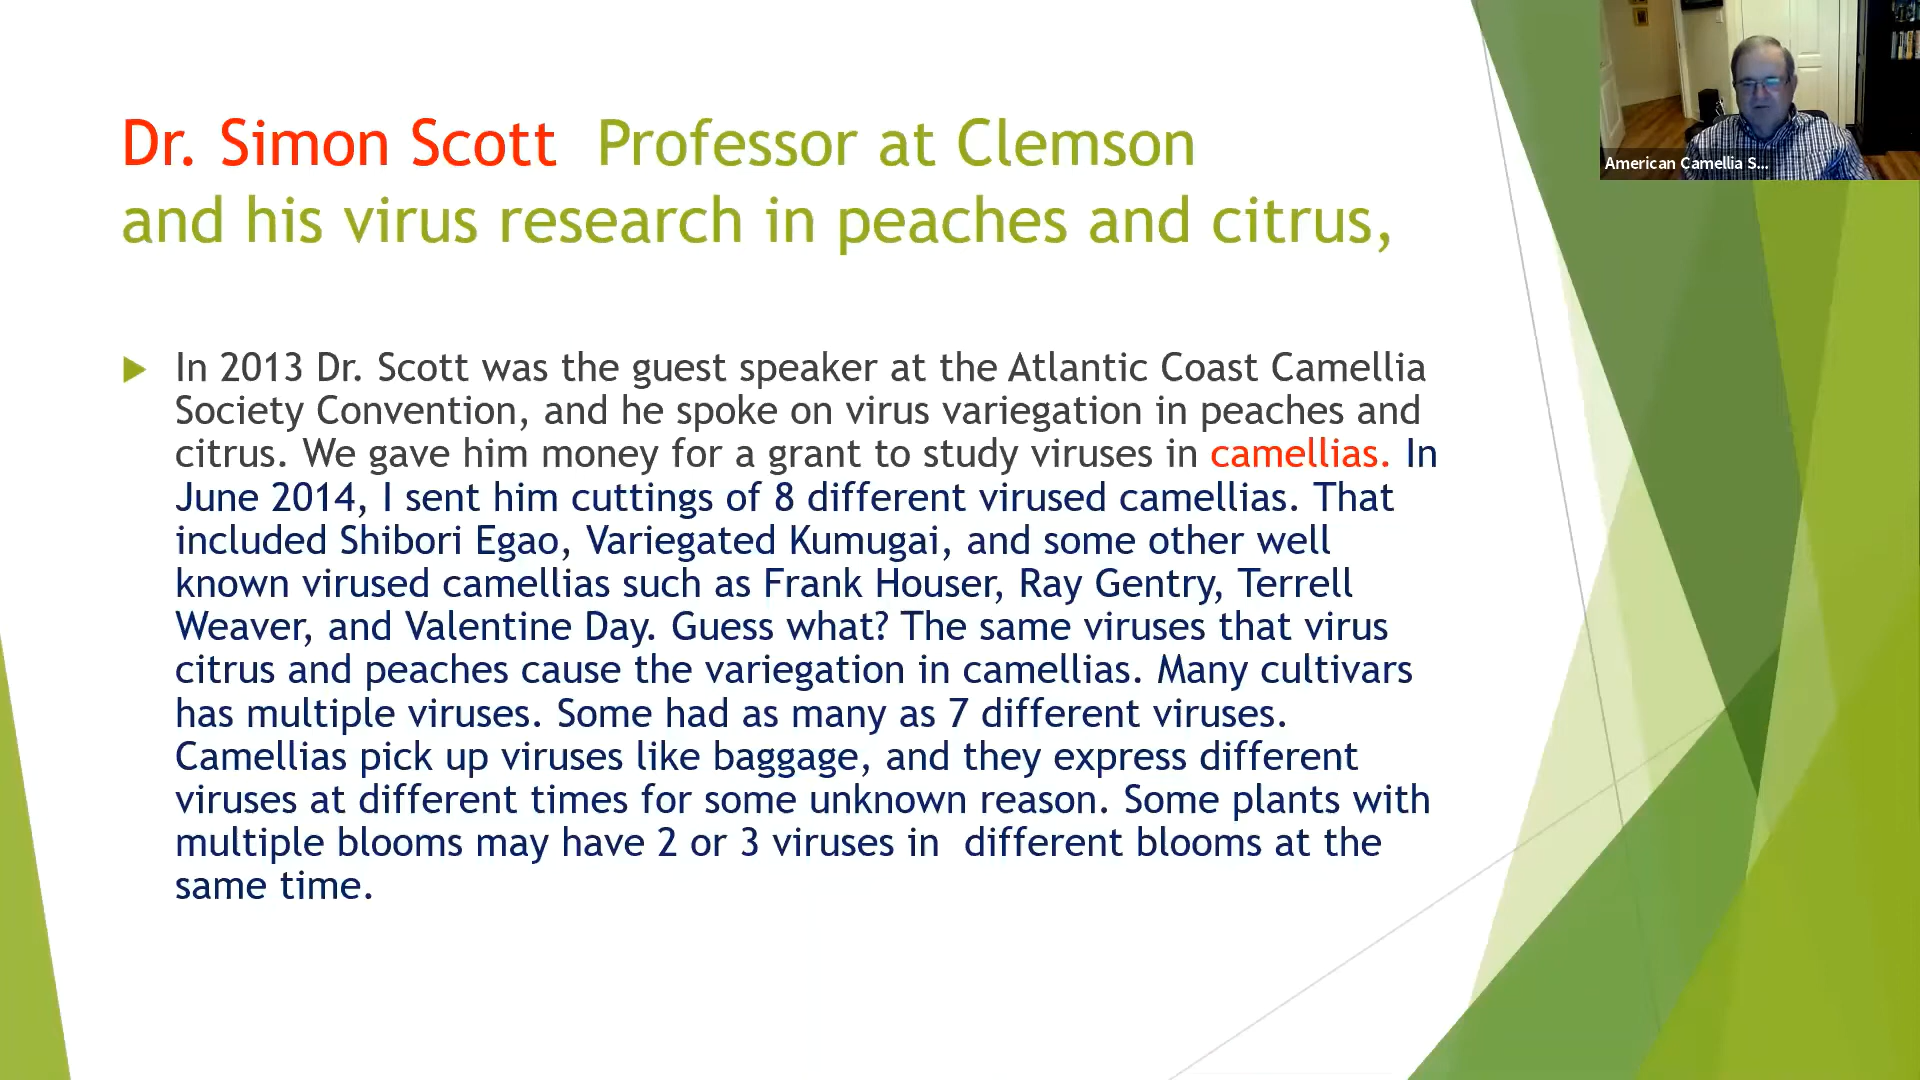 Dr. Simon Scott  Professor at Clemson
and his virus research in peaches and citrus,
American Camellia S...
In 2013 Dr. Scott was the guest speaker at the Atlantic Coast Camellia
Society Convention, and he spoke on virus variegation in peaches and
citrus. We gave him money for a grant to study viruses in camellias. In
June 2014, I sent him cuttings of 8 different virused camellias. That
included Shibori Egao, Variegated Kumugai, and some other well
known virused camellias such as Frank Houser, Ray Gentry, Terrell
Weaver, and Valentine Day. Guess what? The same viruses that virus
citrus and peaches cause the variegation in camellias. Many cultivars
has multiple viruses. Some had as many as 7 different viruses.
Camellias pick up viruses like baggage, and they express different
viruses at different times for some unknown reason. Some plants with
multiple blooms may have 2 or 3 viruses in  different blooms at the
same time.